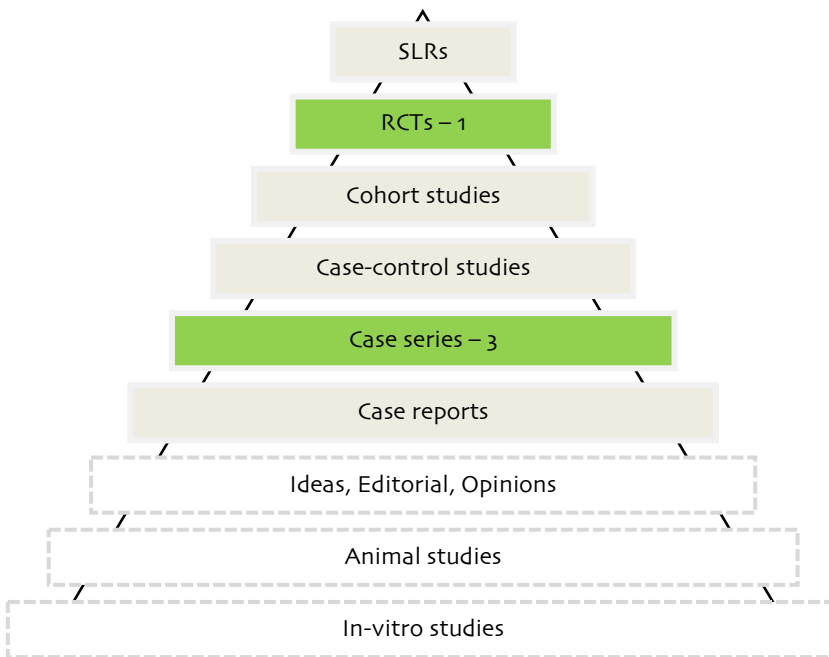 SLRs
RCTs – 1
Cohort studies
Case-control studies
Case series – 3
Case reports
Ideas, Editorial, Opinions
Animal studies
In-vitro studies